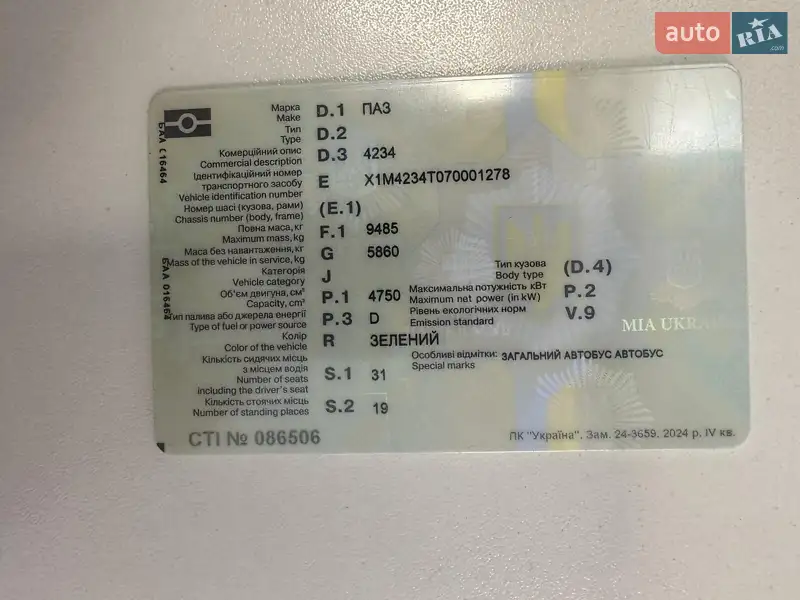 auto RIA .com
Марка
Make
D.1 ПАЗ
Тип
Type
D.2
Комерційний опис
Commercial description
D.3 4234
Ідентифікаційний номер
транспортного засобу
Vehicle identification number
E X1M4234T070001278
Номер шасі (кузова, рами)
Chassis number (body, frame)
(E.1)
Повна маса, кг
Maximum mass, kg
F.1 9485
Маса без навантаження, кг
Mass of the vehicle in service, kg
G 5860
Категорія
Vehicle category
J
Об'єм двигуна, см³
Capacity, cm³
P.1 4750
Тип палива або джерела енергії
Type of fuel or power source
P.3 D
Колір
Color of the vehicle
R ЗЕЛЕНИЙ
Кількість сидячих місць
з місцем водія
Number of seats
including the driver's seat
S.1 31
Кількість стоячих місць
Number of standing places
S.2 19
Тип кузова
Body type
(D.4)
Максимальна потужність кВт
Maximum net power (in kW)
P.2
Рівень екологічних норм
Emission standard
V.9
MIA UKRA
Особливі відмітки: ЗАГАЛЬНИЙ АВТОБУС АВТОБУС
Special marks
СТІ № 086506
ПК "Україна". Зам. 24-3659. 2024 р. IV кв.